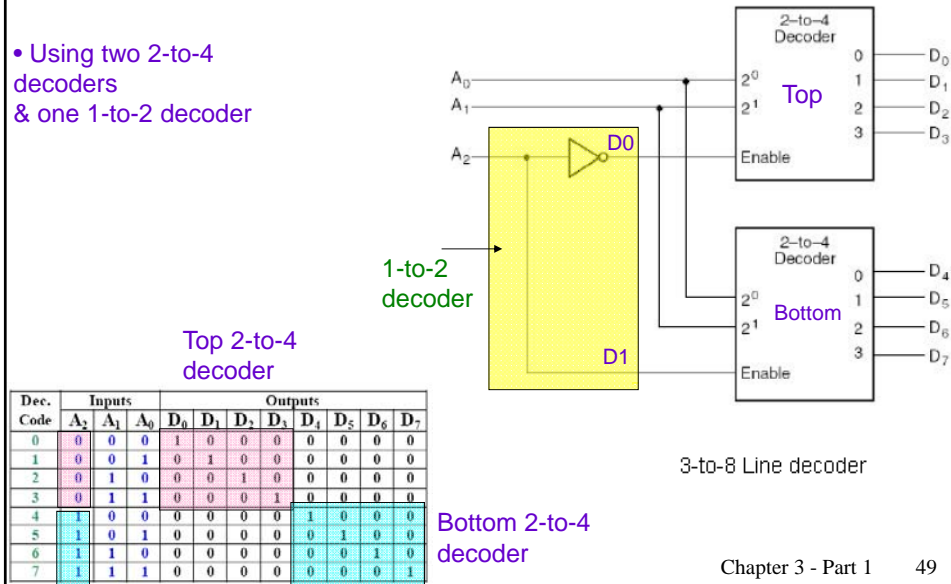 • Using two 2-to-4
decoders
& one 1-to-2 decoder
A₀
A₁
A₂
D0
D1
1-to-2
decoder
2–to–4
Decoder
Top
2⁰
2¹
Enable
0
1
2
3
D₀
D₁
D₂
D₃
2–to–4
Decoder
Bottom
2⁰
2¹
Enable
0
1
2
3
D₄
D₅
D₆
D₇
3-to-8 Line decoder
Top 2-to-4
decoder
Dec. Inputs Outputs
Code A₂ A₁ A₀ D₀ D₁ D₂ D₃ D₄ D₅ D₆ D₇
0 0 0 0 1 0 0 0 0 0 0 0
1 0 0 1 0 1 0 0 0 0 0 0
2 0 1 0 0 0 1 0 0 0 0 0
3 0 1 1 0 0 0 1 0 0 0 0
4 1 0 0 0 0 0 0 1 0 0 0
5 1 0 1 0 0 0 0 0 1 0 0
6 1 1 0 0 0 0 0 0 0 1 0
7 1 1 1 0 0 0 0 0 0 0 1
Bottom 2-to-4
decoder
Chapter 3 - Part 1 49